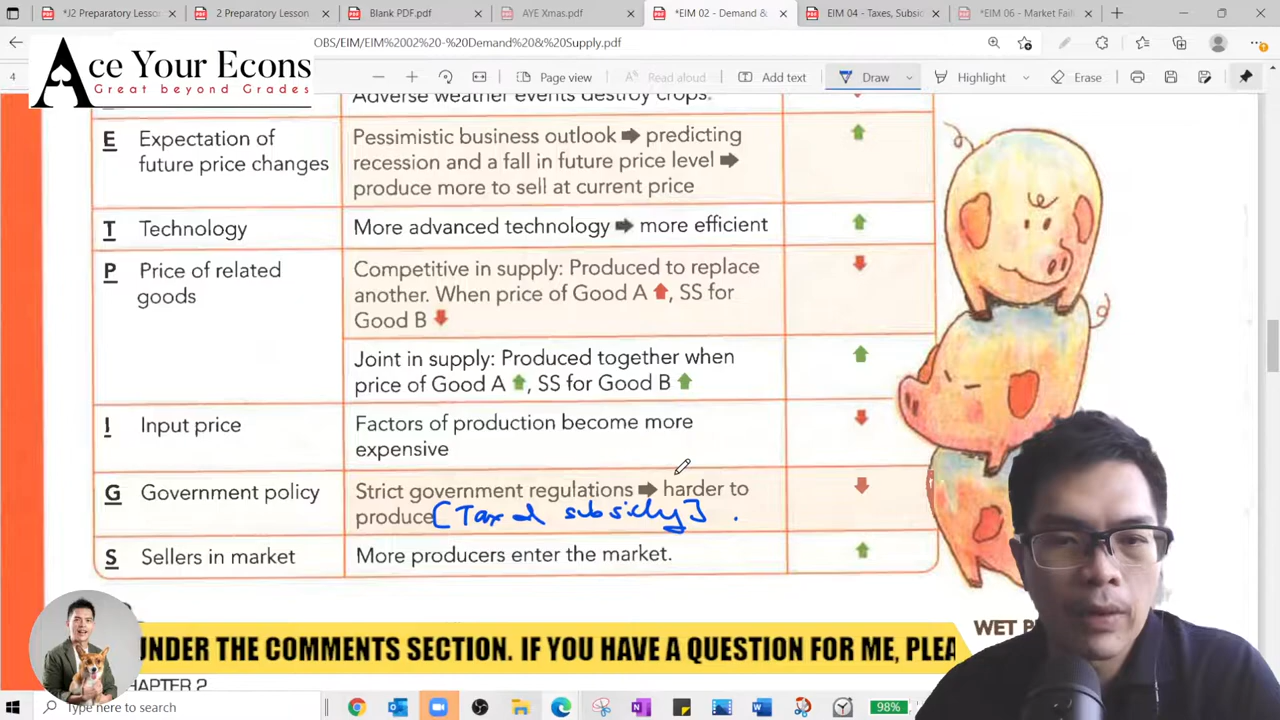 *J2 Preparatory Lesson
2 Preparatory Lesson
Blank PDF.pdf
AYE Xmas.pdf
*EIM 02 - Demand &
EIM 04 - Taxes, Subsid
*EIM 06 - Market Fail
OBS/EIM/EIM%2002%20-%20Demand%20&%20Supply.pdf
Ace Your Econs
Great beyond Grades
4
Page view
Read aloud
Add text
Draw
Highlight
Erase
Adverse weather events destroy crops.
E Expectation of future price changes
Pessimistic business outlook ➡ predicting
recession and a fall in future price level ➡
produce more to sell at current price
T Technology
More advanced technology ➡ more efficient
P Price of related goods
Competitive in supply: Produced to replace
another. When price of Good A ⬆, SS for
Good B ⬇
Joint in supply: Produced together when
price of Good A ⬆, SS for Good B ⬆
I Input price
Factors of production become more
expensive
G Government policy
Strict government regulations ➡ harder to
produce [Tax and subsidy].
S Sellers in market
More producers enter the market.
WET P
UNDER THE COMMENTS SECTION. IF YOU HAVE A QUESTION FOR ME, PLEA
CHAPTER 2
Type here to search
98%